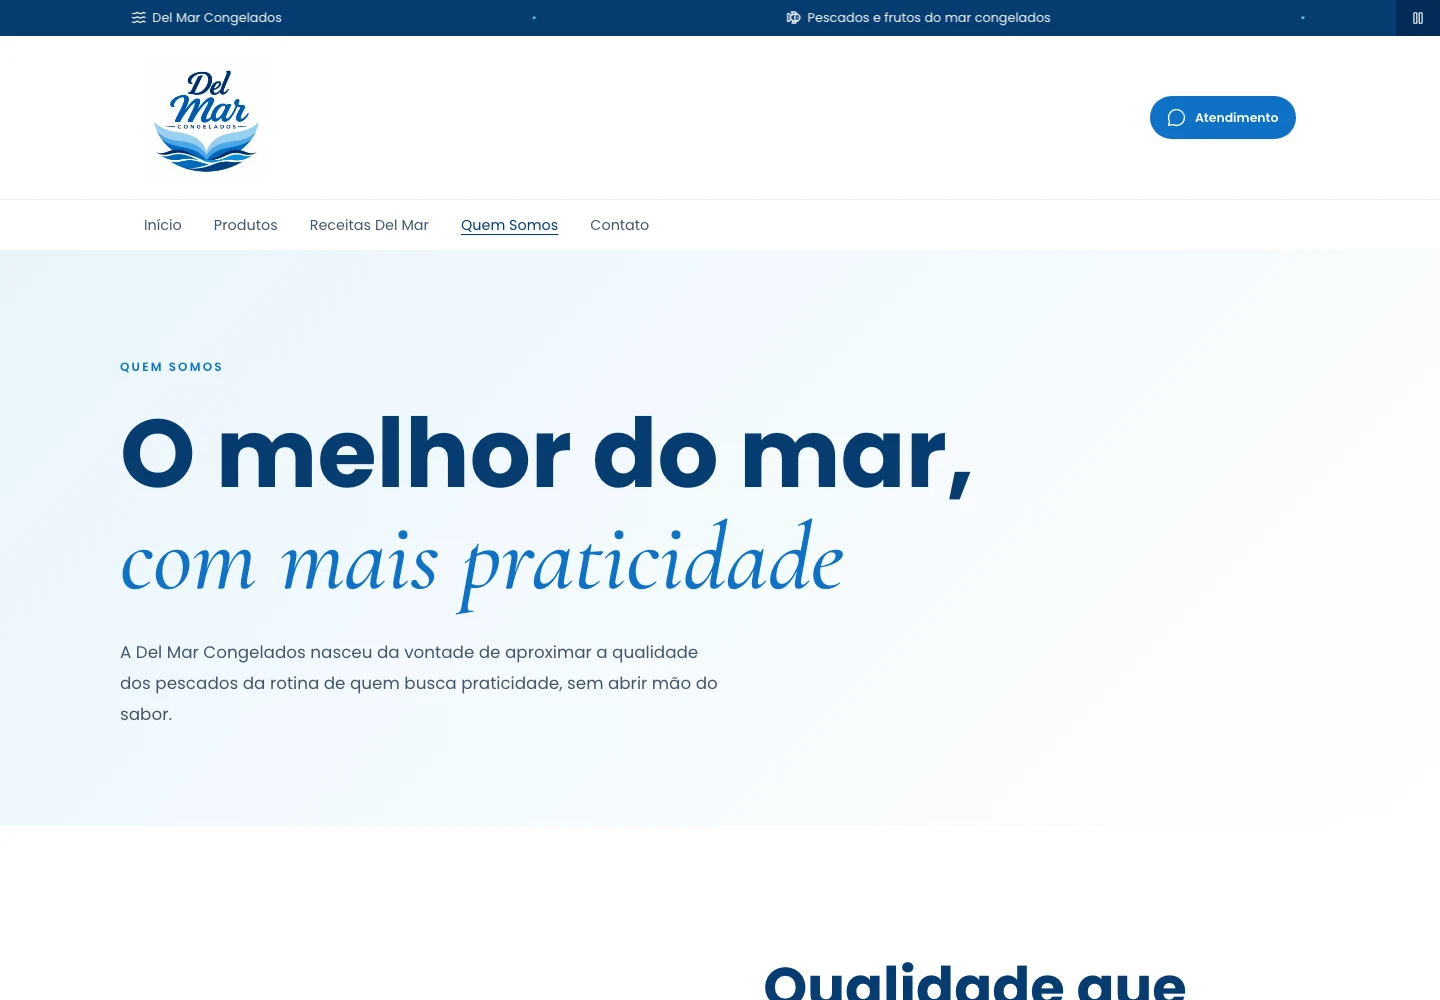 Del Mar Congelados
Pescados e frutos do mar congelados
Del
Mar
CONGELADOS
Atendimento
Início
Produtos
Receitas Del Mar
Quem Somos
Contato
QUEM SOMOS
O melhor do mar,
com mais praticidade
A Del Mar Congelados nasceu da vontade de aproximar a qualidade
dos pescados da rotina de quem busca praticidade, sem abrir mão do
sabor.
Qualidade que